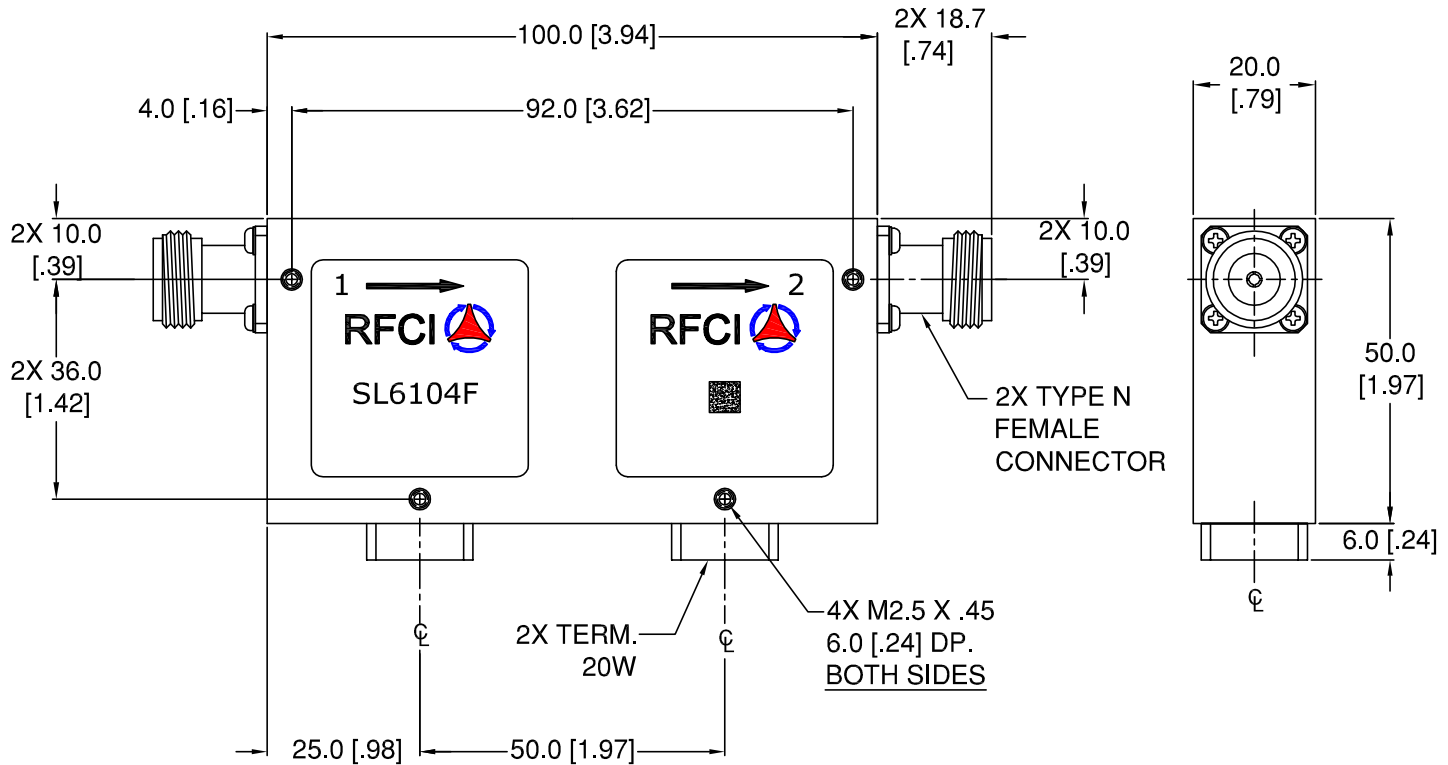 100.0 [3.94]
2X 18.7
[.74]
20.0
[.79]
4.0 [.16]
92.0 [3.62]
2X 10.0
[.39]
2X 10.0
[.39]
1
2
RFCI
RFCI
SL6104F
2X 36.0
[1.42]
50.0
[1.97]
2X TYPE N
FEMALE
CONNECTOR
6.0 [.24]
2X TERM.
20W
4X M2.5 X .45
6.0 [.24] DP.
BOTH SIDES
℄
℄
℄
25.0 [.98]
50.0 [1.97]